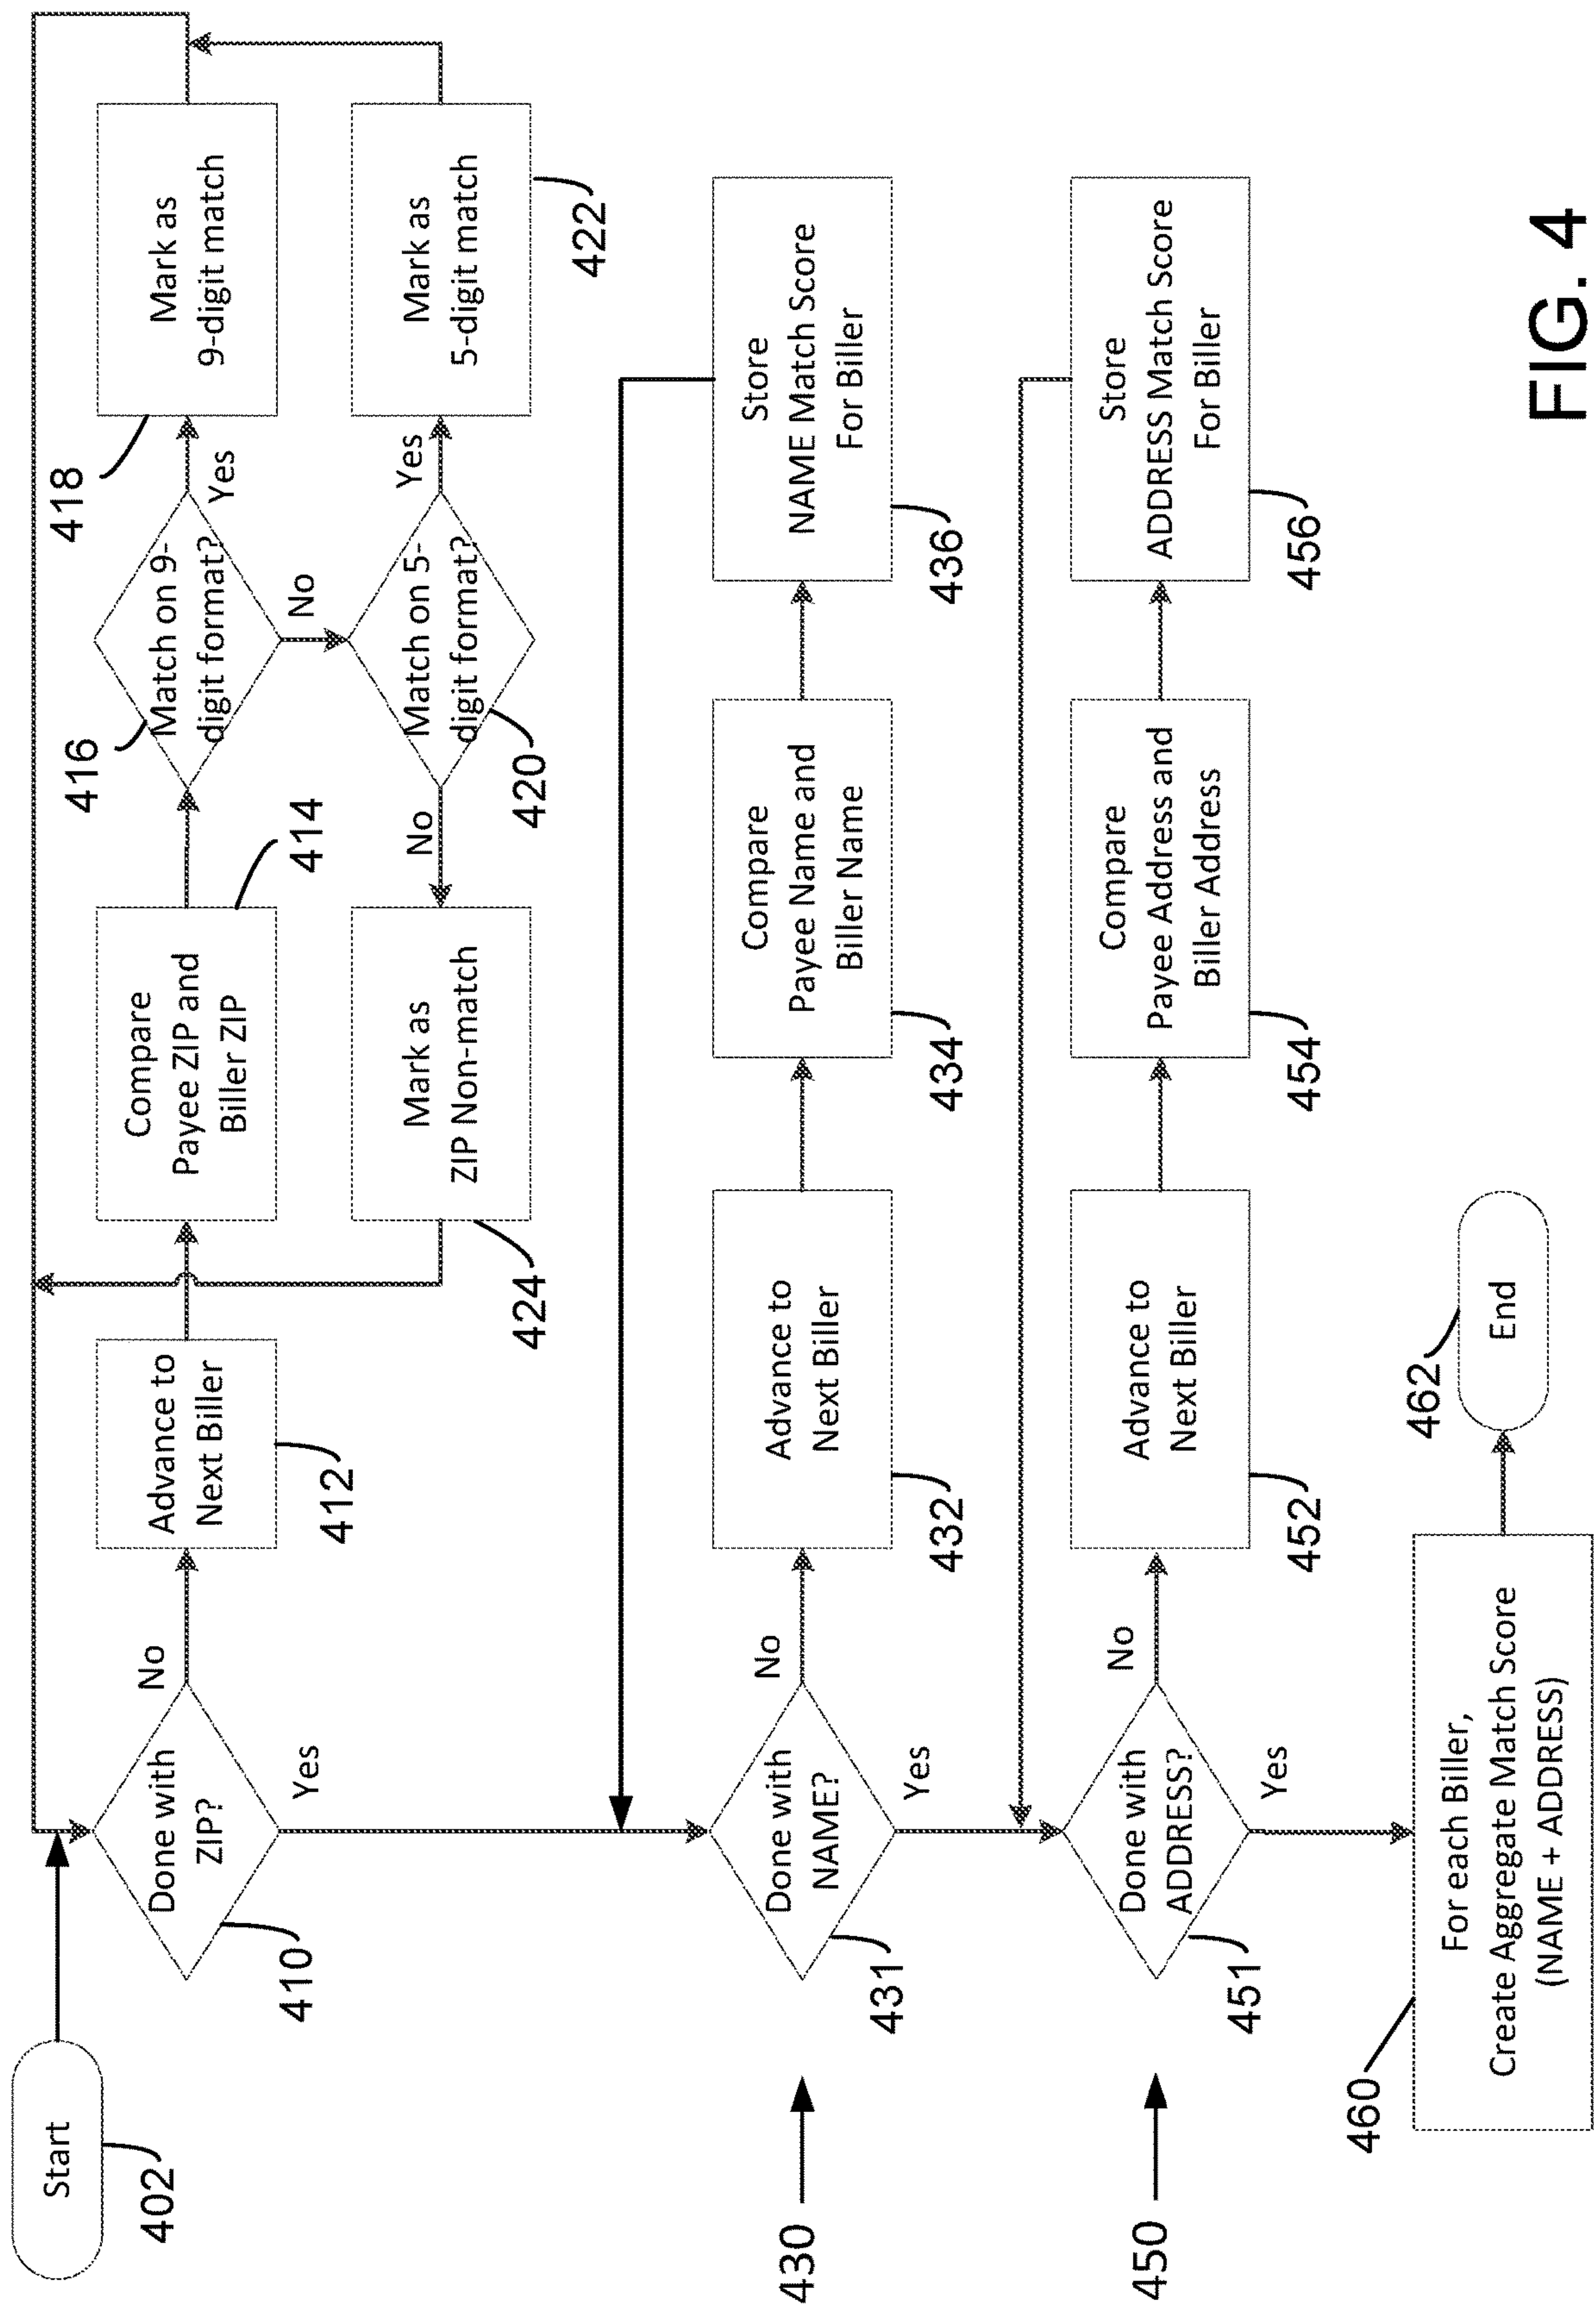 Start
402
Done with
ZIP?
410
No
Yes
Advance to
Next Biller
412
Compare
Payee ZIP and
Biller ZIP
414
Match on 9-
digit format?
416
Yes
No
Mark as
9-digit match
418
Match on 5-
digit format?
420
Yes
No
Mark as
5-digit match
422
Mark as
ZIP Non-match
424
430
Done with
NAME?
431
No
Yes
Advance to
Next Biller
432
Compare
Payee Name and
Biller Name
434
Store
NAME Match Score
For Biller
436
450
Done with
ADDRESS?
451
No
Yes
Advance to
Next Biller
452
Compare
Payee Address and
Biller Address
454
Store
ADDRESS Match Score
For Biller
456
For each Biller,
Create Aggregate Match Score
(NAME + ADDRESS)
460
End
462
FIG. 4